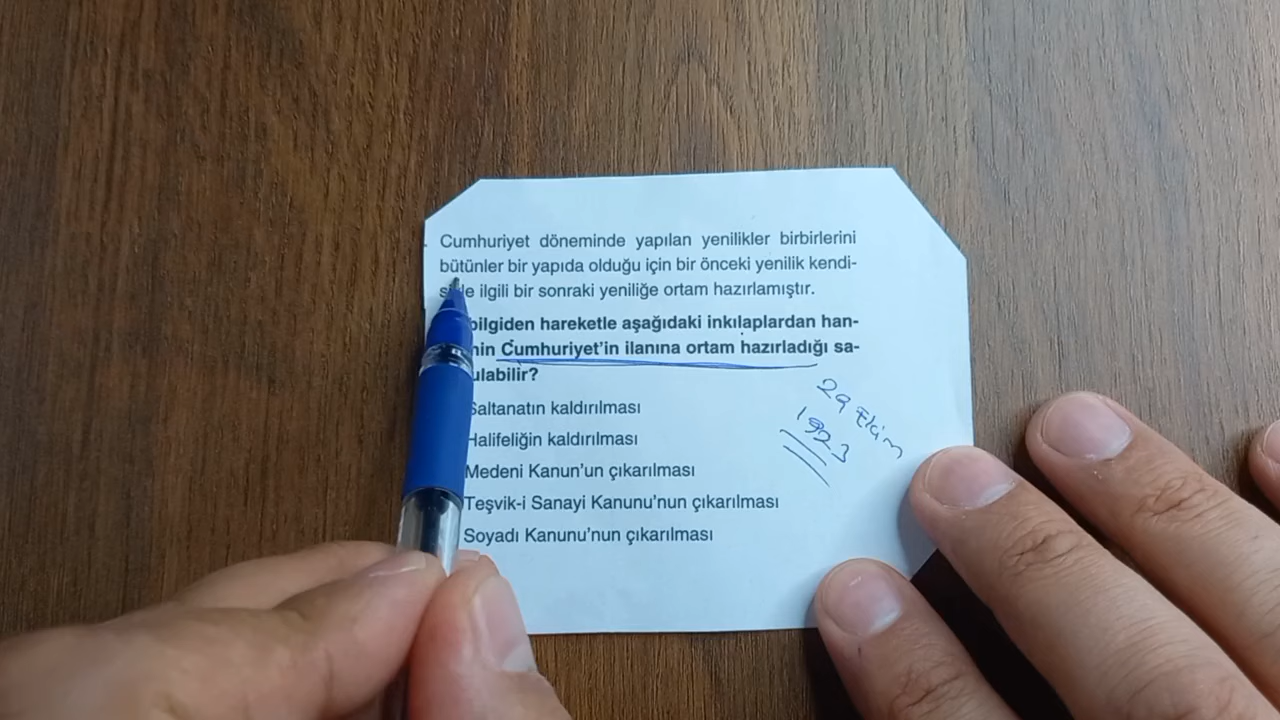 Cumhuriyet döneminde yapılan yenilikler birbirlerini
bütünler bir yapıda olduğu için bir önceki yenilik kendi-
ilgili bir sonraki yeniliğe ortam hazırlamıştır.
bilgiden hareketle aşağıdaki inkılaplardan han-
Cumhuriyet'in ilanına ortam hazırladığı sa-
Saltanatın kaldırılması
Halifeliğin kaldırılması
Medeni Kanun'un çıkarılması
Teşvik-i Sanayi Kanunu'nun çıkarılması
Soyadı Kanunu'nun çıkarılması
29 Ekim
1923